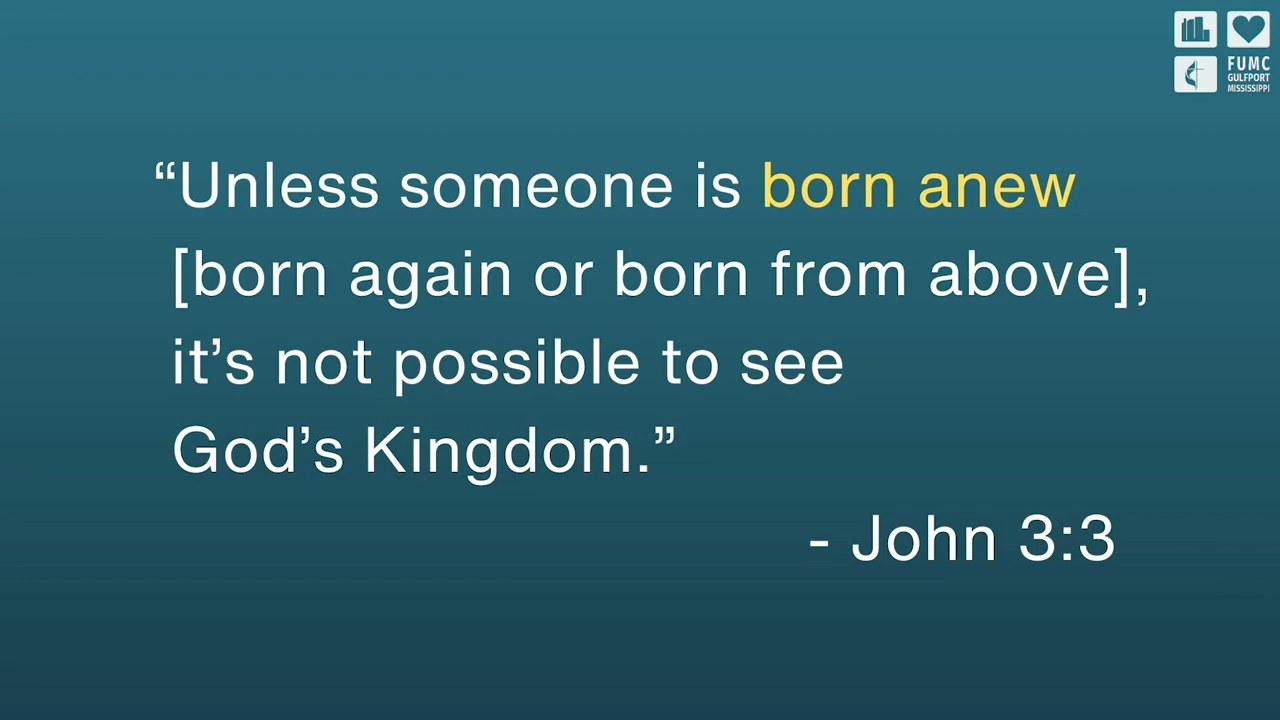 FUMC
GULFPORT
MISSISSIPPI
“Unless someone is born anew
[born again or born from above],
it’s not possible to see
God’s Kingdom.”
- John 3:3